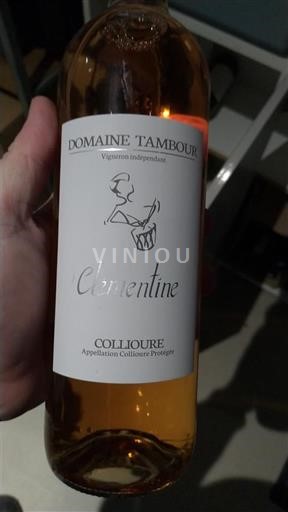 DOMAINE TAMBOUR
Vigneron indépendant
VINIOU
Clémentine
COLLIOURE
Appellation Collioure Protégée